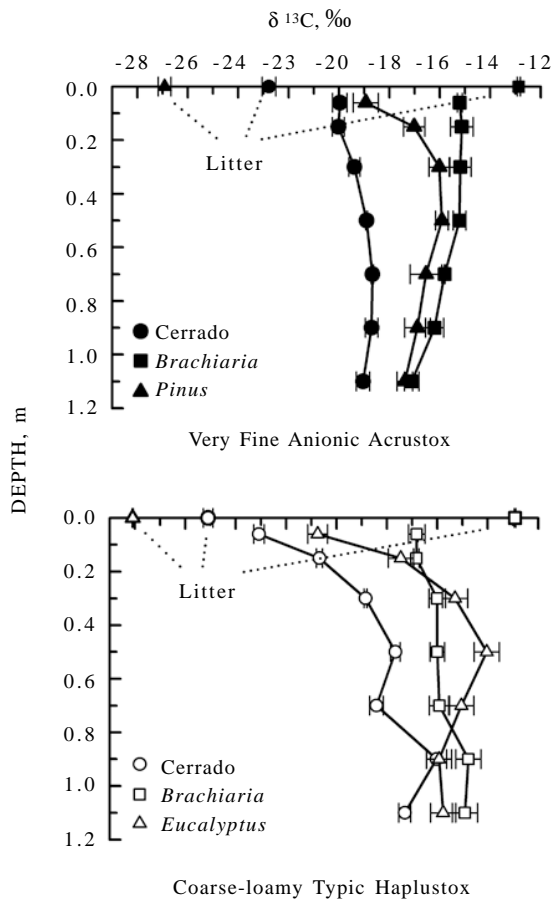 δ 13C, ‰
-28 -26 -24 -22 -20 -18 -16 -14 -12
0.0
0.2
Litter
0.4
0.6
0.8
1.0
1.2
Cerrado
Brachiaria
Pinus
Very Fine Anionic Acrustox
DEPTH, m
0.0
0.2
Litter
0.4
0.6
0.8
1.0
1.2
Cerrado
Brachiaria
Eucalyptus
Coarse-loamy Typic Haplustox